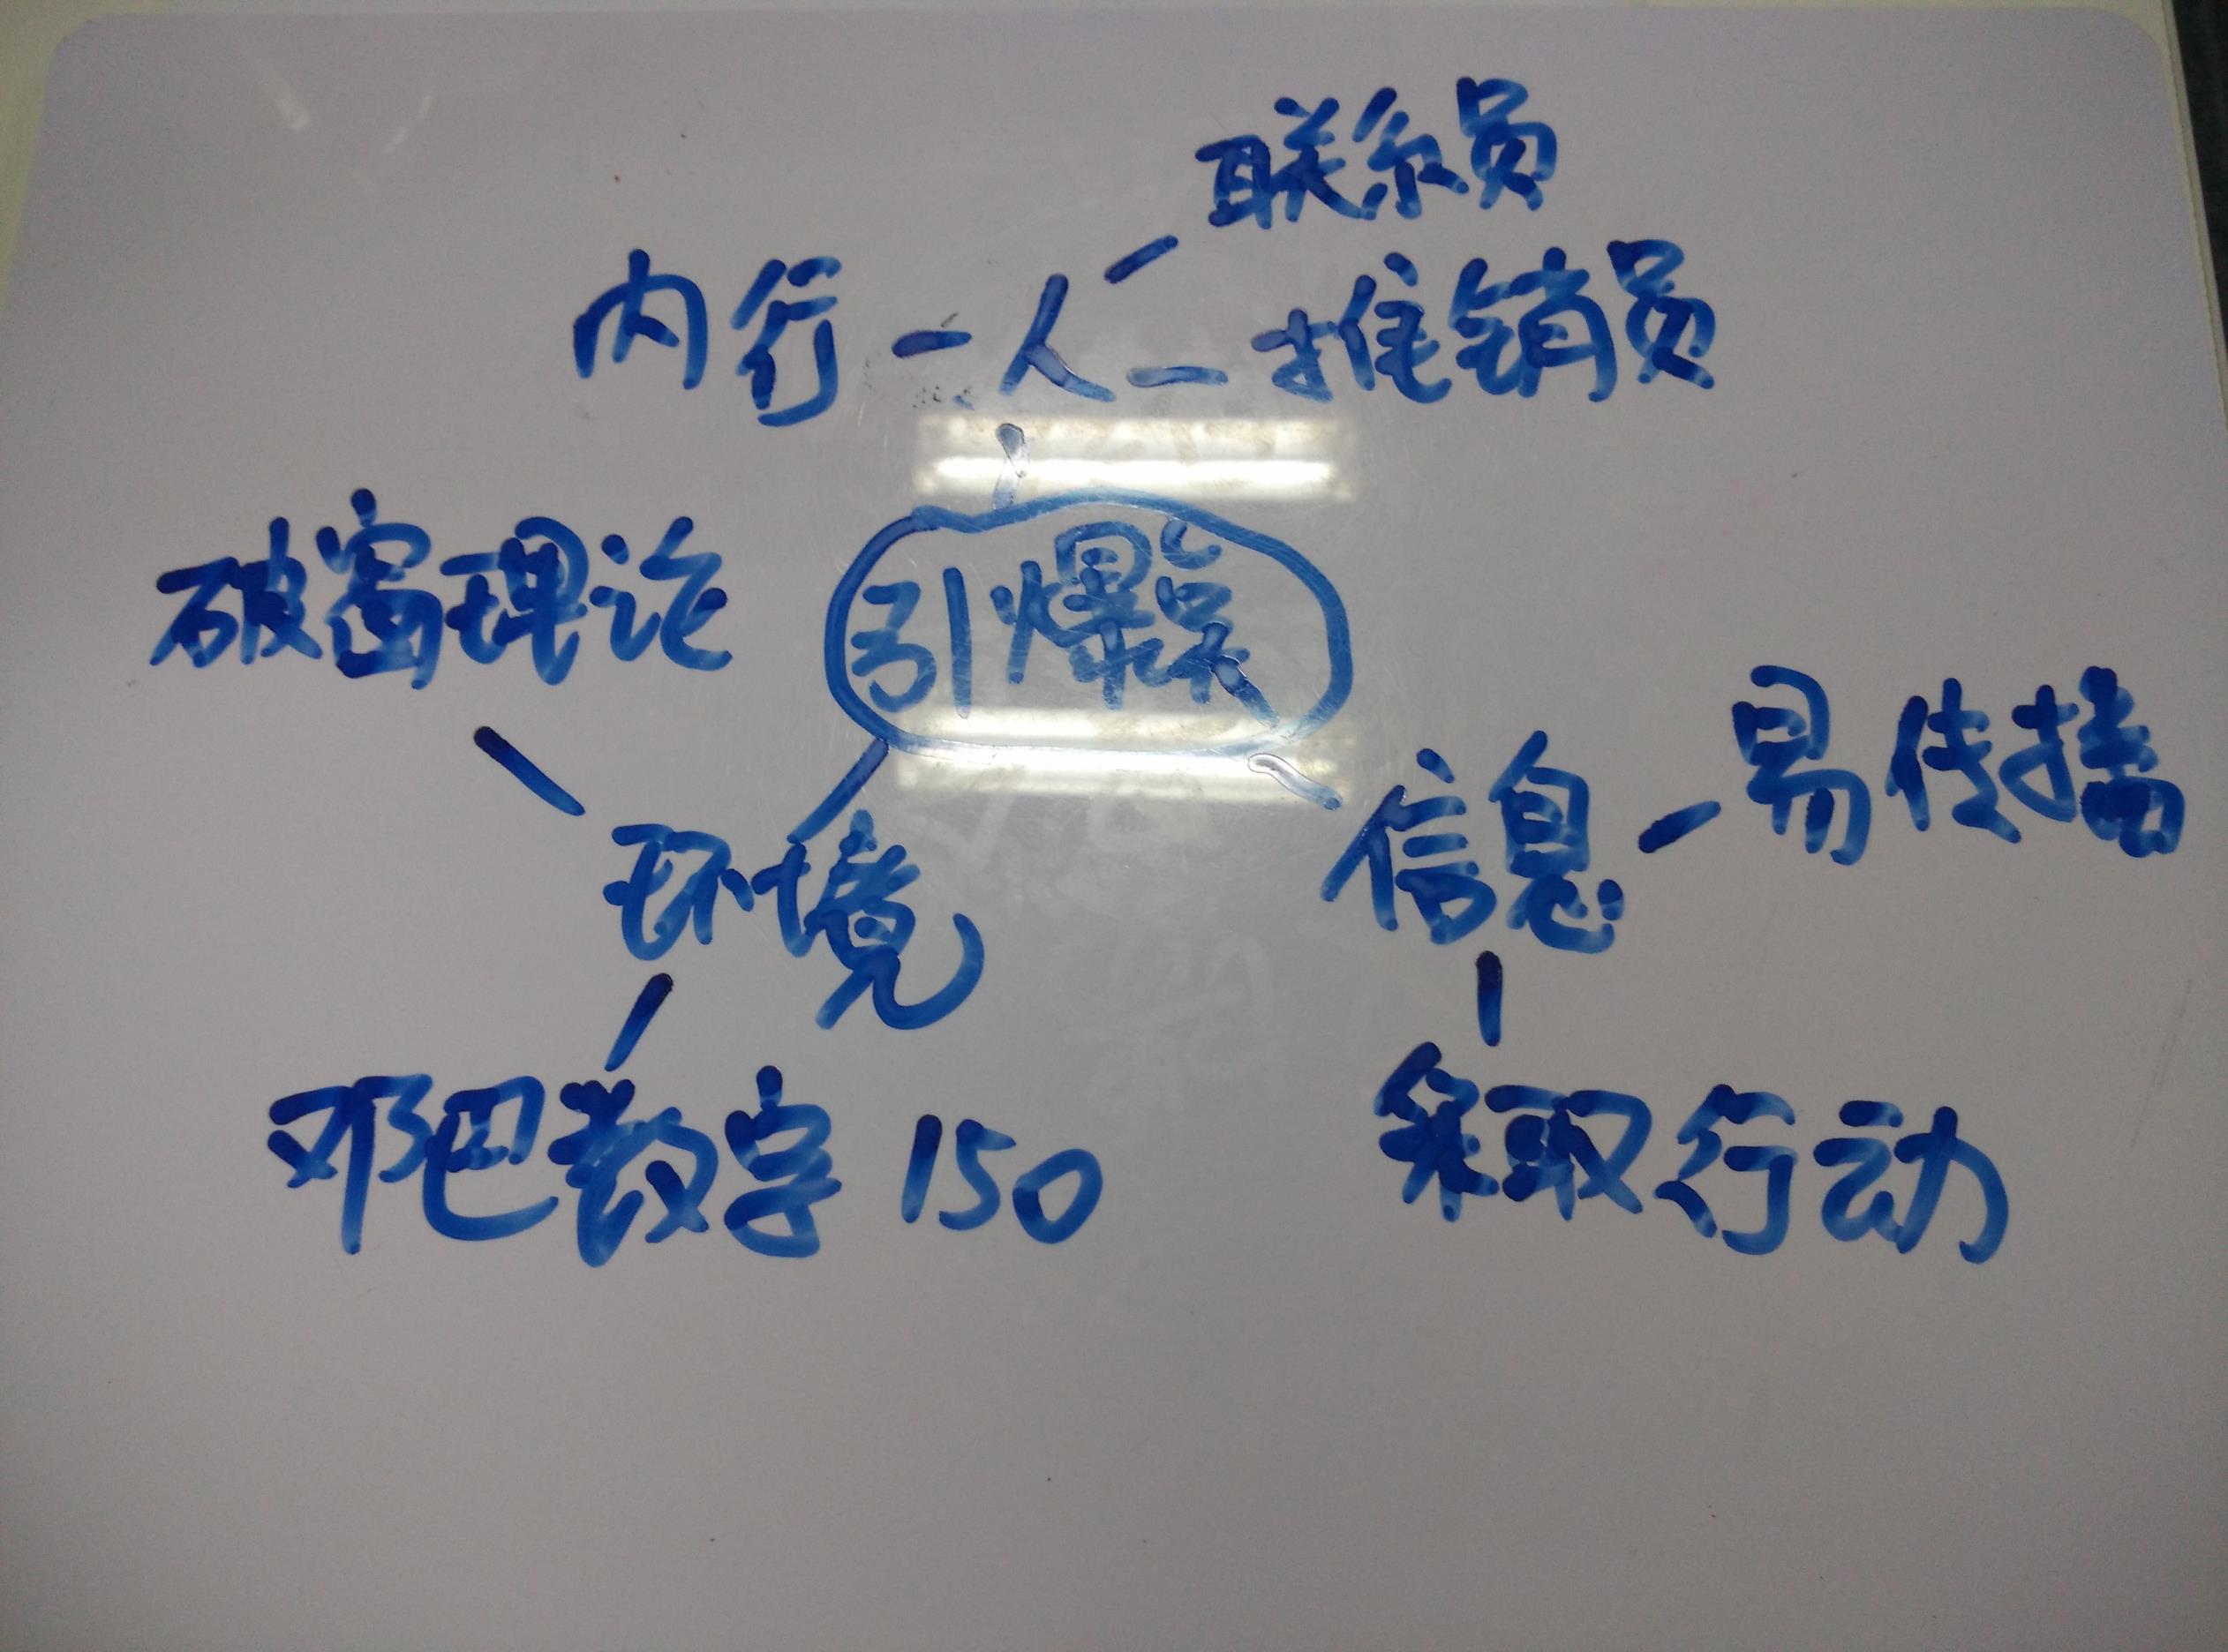 联系员
内行 — 人 — 推销员
破窗理论
引爆点
信息 — 易传播
环境
邓巴数字 150
采取行动